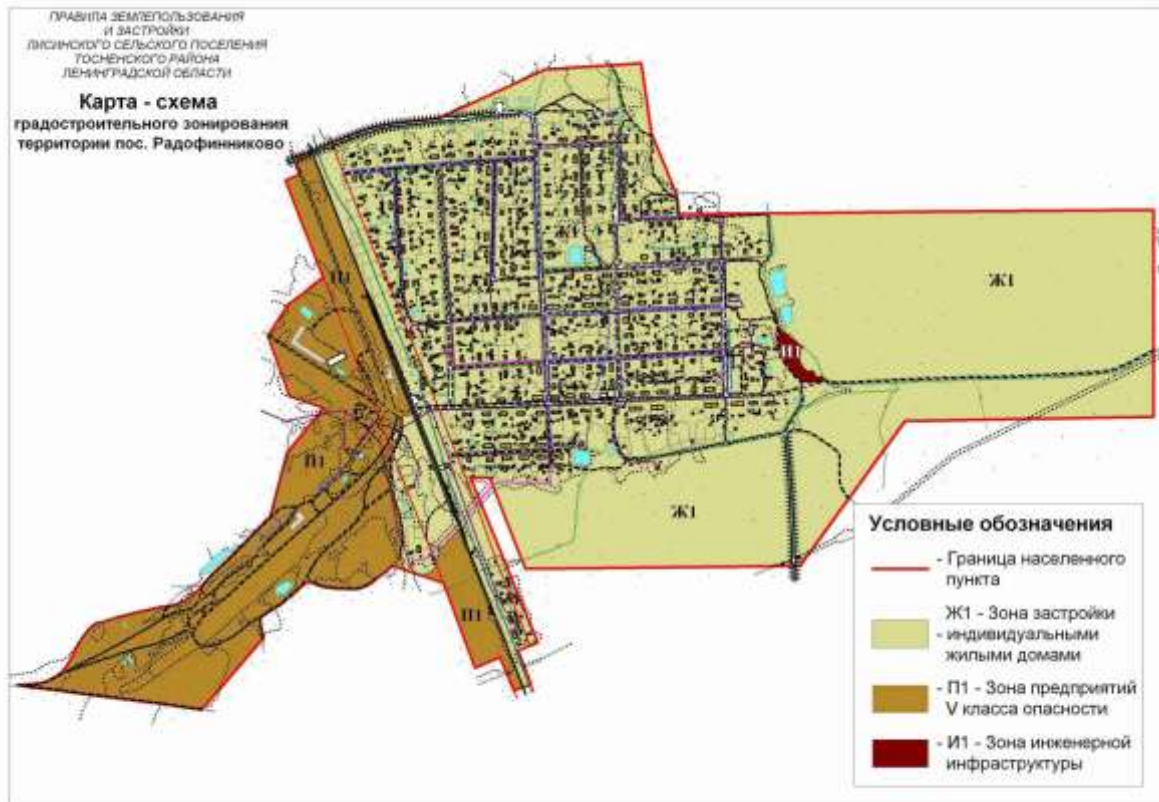 ПРАВИЛА ЗЕМЛЕПОЛЬЗОВАНИЯ
И ЗАСТРОЙКИ
ЛИСИНСКОГО СЕЛЬСКОГО ПОСЕЛЕНИЯ
ТОСНЕНСКОГО РАЙОНА
ЛЕНИНГРАДСКОЙ ОБЛАСТИ
Карта - схема
градостроительного зонирования
территории пос. Радофинниково
Ж1
П1
Ж1
И1
П1
Ж1
П1
Условные обозначения
- Граница населенного
пункта
Ж1 - Зона застройки
- индивидуальными
жилыми домами
- П1 - Зона предприятий
V класса опасности
- И1 - Зона инженерной
инфраструктуры